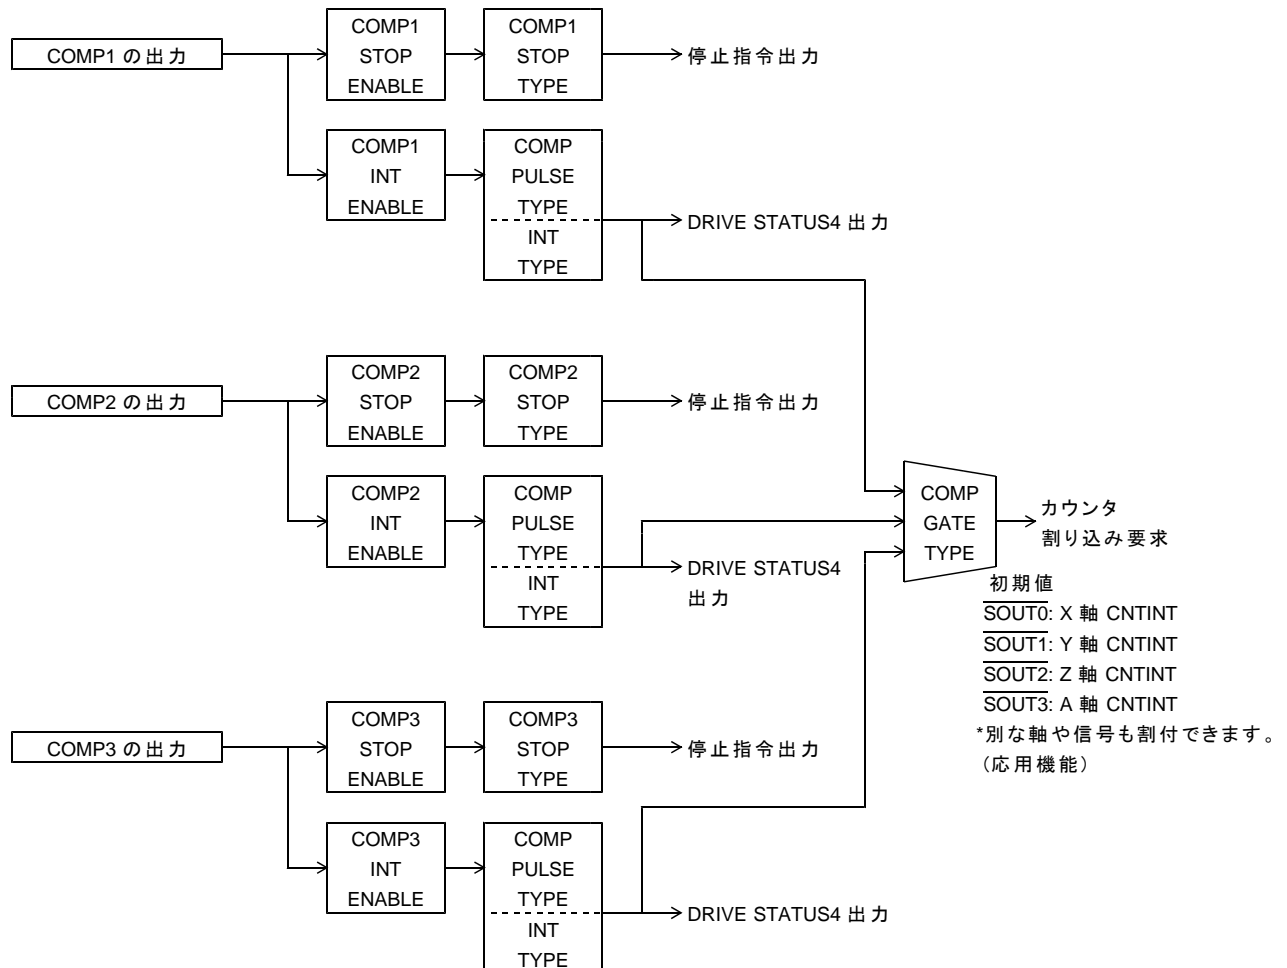 COMP1 の出力
COMP1
STOP
ENABLE
COMP1
STOP
TYPE
停止指令出力
COMP1
INT
ENABLE
COMP
PULSE
TYPE
INT
TYPE
DRIVE STATUS4 出力
COMP2 の出力
COMP2
STOP
ENABLE
COMP2
STOP
TYPE
停止指令出力
COMP2
INT
ENABLE
COMP
PULSE
TYPE
INT
TYPE
DRIVE STATUS4
出力
COMP
GATE
TYPE
カウンタ
割り込み要求
初期値
SOUT0: X 軸 CNTINT
SOUT1: Y 軸 CNTINT
SOUT2: Z 軸 CNTINT
SOUT3: A 軸 CNTINT
*別な軸や信号も割付できます。
(応用機能)
COMP3 の出力
COMP3
STOP
ENABLE
COMP3
STOP
TYPE
停止指令出力
COMP3
INT
ENABLE
COMP
PULSE
TYPE
INT
TYPE
DRIVE STATUS4 出力